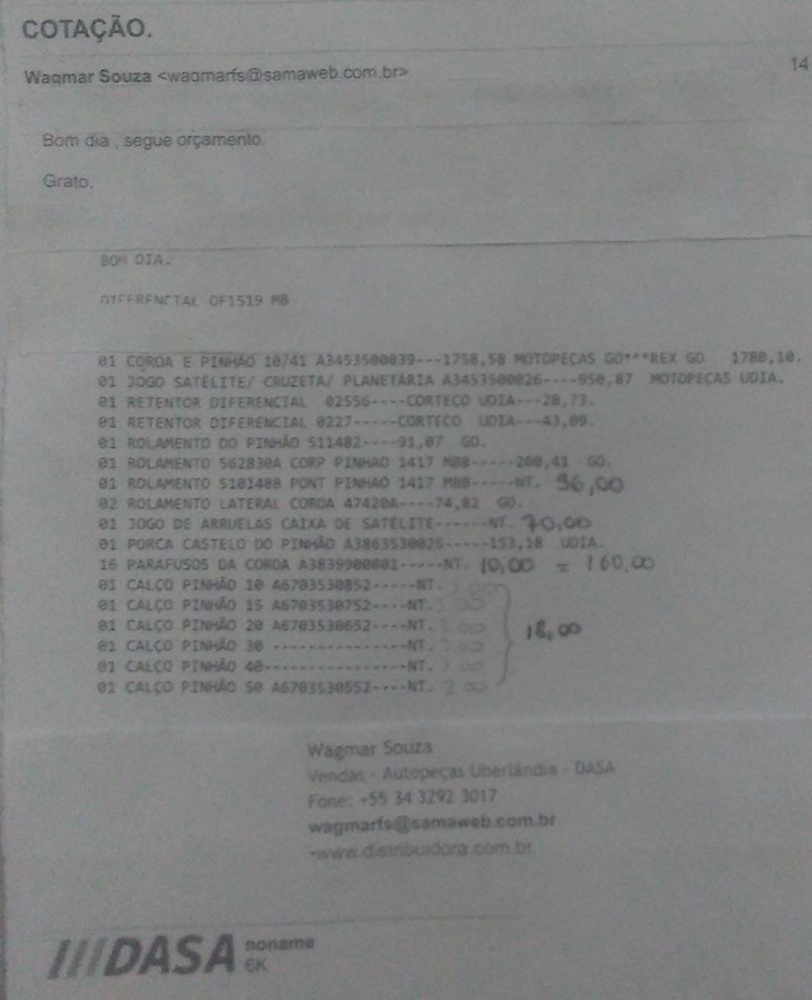 COTAÇÃO.
Wagmar Souza <wagmarfs@samaweb.com.br> 14
Bom dia , segue orçamento.
Grato.
BOM DIA.
DIFERENCIAL OF1519 MB
01 COROA E PINHÃO 10/41 A3453500039---1758,58 MOTOPEÇAS GO***REX GO 1780,10.
01 JOGO SATÉLITE/ CRUZETA/ PLANETÁRIA A3453500026----950,87 MOTOPEÇAS UDIA.
01 RETENTOR DIFERENCIAL 02556----CORTECO UDIA---28,73.
01 RETENTOR DIFERENCIAL 0227-----CORTECO UDIA---43,09.
01 ROLAMENTO DO PINHÃO 511482----91,07 GO.
01 ROLAMENTO 562830A CORP PINHAO 1417 MBB-----200,41 GO.
01 ROLAMENTO 5101488 PONT PINHAO 1417 MBB-----NT. 96,00
02 ROLAMENTO LATERAL COROA 47420A----74,82 GO.
01 JOGO DE ARRUELAS CAIXA DE SATÉLITE------NT. 70,00
01 PORCA CASTELO DO PINHÃO A3863530025-----153,18 UDIA.
16 PARAFUSOS DA COROA A3839900801-----NT. 10,00 = 160,00
01 CALÇO PINHÃO 10 A6703530852-----NT. 3,00
01 CALÇO PINHÃO 15 A6703530752----NT. 3,00
01 CALÇO PINHÃO 20 A6703530652----NT. 3,00 18,00
01 CALÇO PINHÃO 30 ----------------NT. 3,00
01 CALÇO PINHÃO 40-----------------NT. 3,00
01 CALÇO PINHÃO 50 A6703530552----NT. 3,00
Wagmar Souza
Vendas - Autopeças Uberlândia - DASA
Fone: +55 34 3292 3017
wagmarfs@samaweb.com.br
-www.distribuidora.com.br
DASA noname
6K